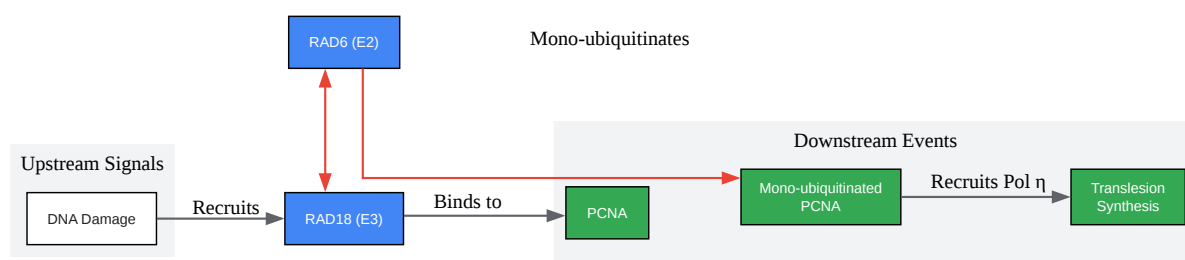 RAD6 (E2)
Mono-ubiquitinates
Downstream Events
Upstream Signals
DNA Damage
Recruits
RAD18 (E3)
Binds to
PCNA
Mono-ubiquitinated
PCNA
Recruits Pol η
Translesion
Synthesis